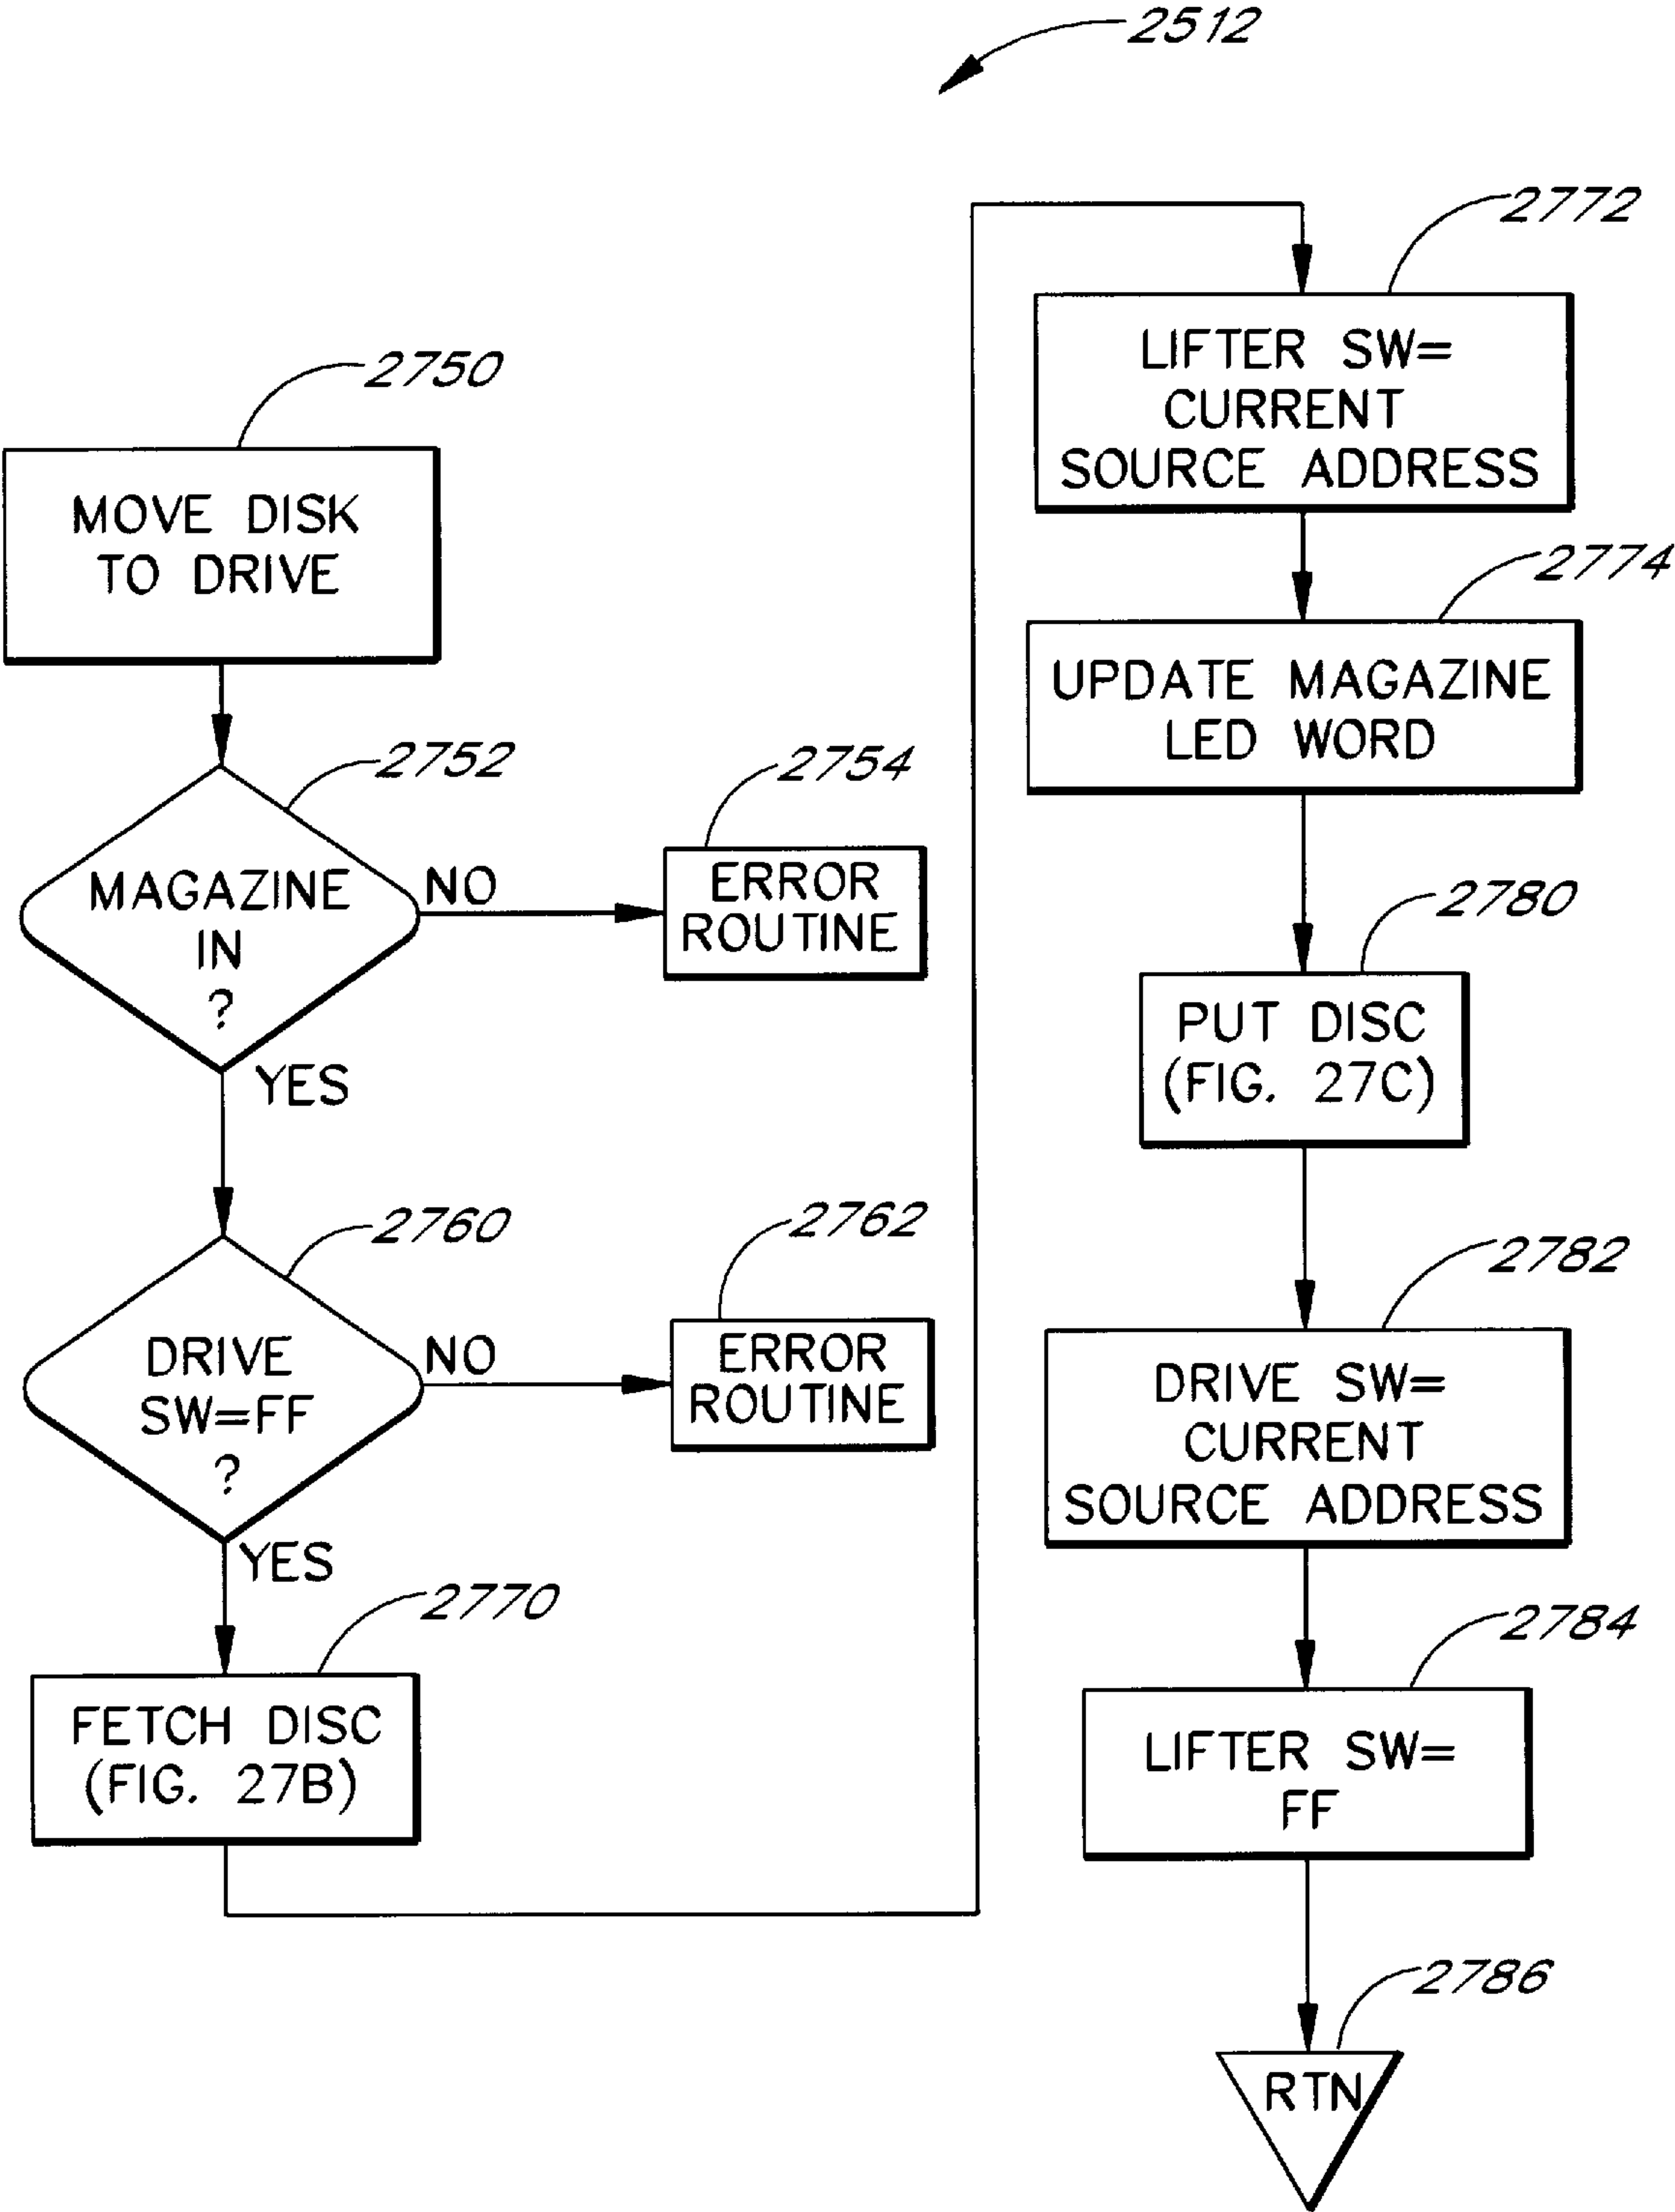 2512
2750
MOVE DISK
TO DRIVE
2752
MAGAZINE
IN
?
NO
YES
2754
ERROR
ROUTINE
2760
DRIVE
SW=FF
?
NO
YES
2762
ERROR
ROUTINE
2770
FETCH DISC
(FIG. 27B)
2772
LIFTER SW=
CURRENT
SOURCE ADDRESS
2774
UPDATE MAGAZINE
LED WORD
2780
PUT DISC
(FIG. 27C)
2782
DRIVE SW=
CURRENT
SOURCE ADDRESS
2784
LIFTER SW=
FF
2786
RTN